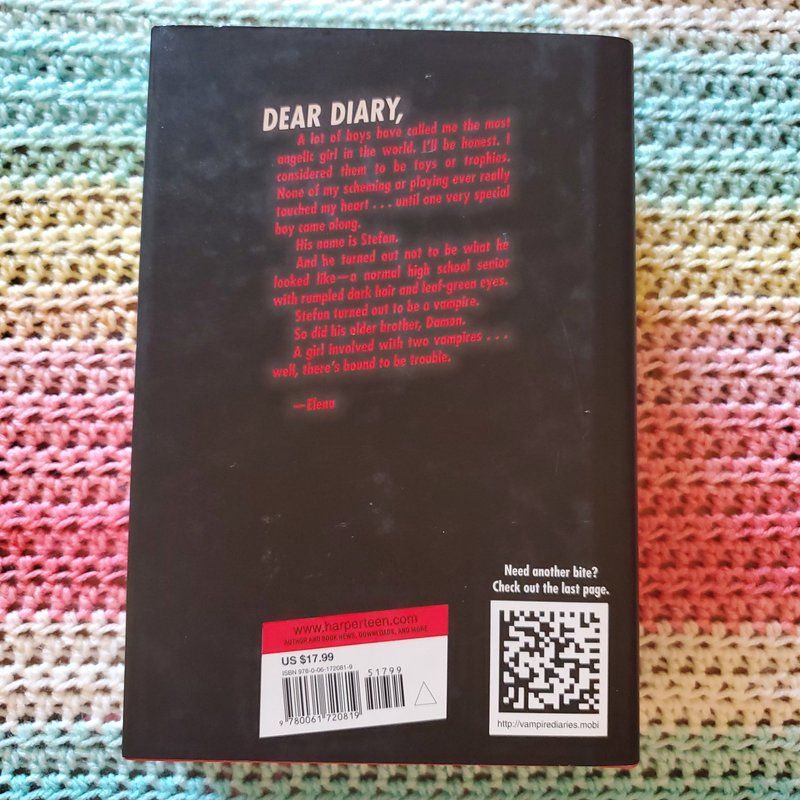 DEAR DIARY,
A lot of boys have called me the most
angelic girl in the world. I'll be honest. I
considered them to be toys or trophies.
None of my scheming or playing ever really
touched my heart . . . until one very special
boy came along.
His name is Stefan.
And he turned out not to be what he
looked like—a normal high school senior
with rumpled dark hair and leaf-green eyes.
Stefan turned out to be a vampire.
So did his older brother, Damon.
A girl involved with two vampires . . .
well, there's bound to be trouble.
—Elena
Need another bite?
Check out the last page.
www.harperteen.com
AUTHOR AND BOOK NEWS, DOWNLOADS, AND MORE
US $17.99
ISBN 978-0-06-172081-9
51799
9 780061 720819
http://vampirediaries.mobi